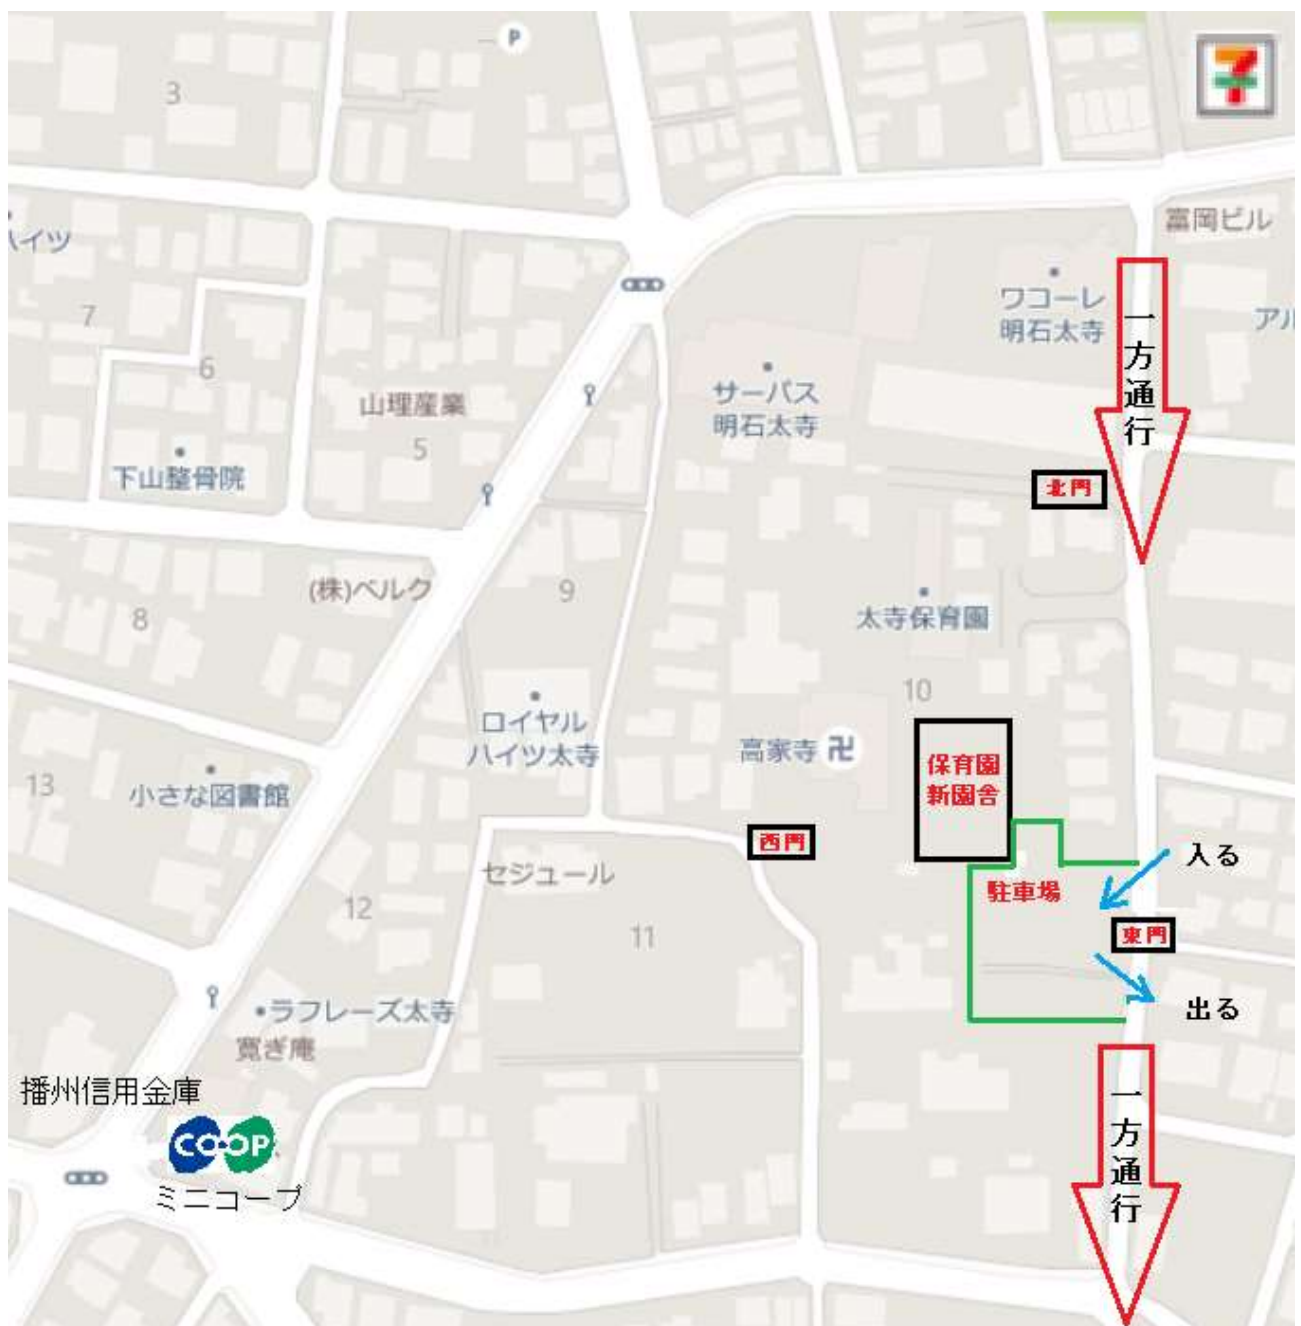 P
3
富岡ビル
ハイツ
ワコーレ
明石太寺
アル
一方通行
7
6
サーパス
明石太寺
山理産業
5
下山整骨院
北門
(株)ベルク
9
8
太寺保育園
10
ロイヤル
ハイツ太寺
高家寺
保育園
新園舎
13
小さな図書館
西門
入る
セジュール
駐車場
12
11
東門
ラフレーズ太寺
出る
寛ぎ庵
播州信用金庫
一方通行
CO・OP
ミニコープ